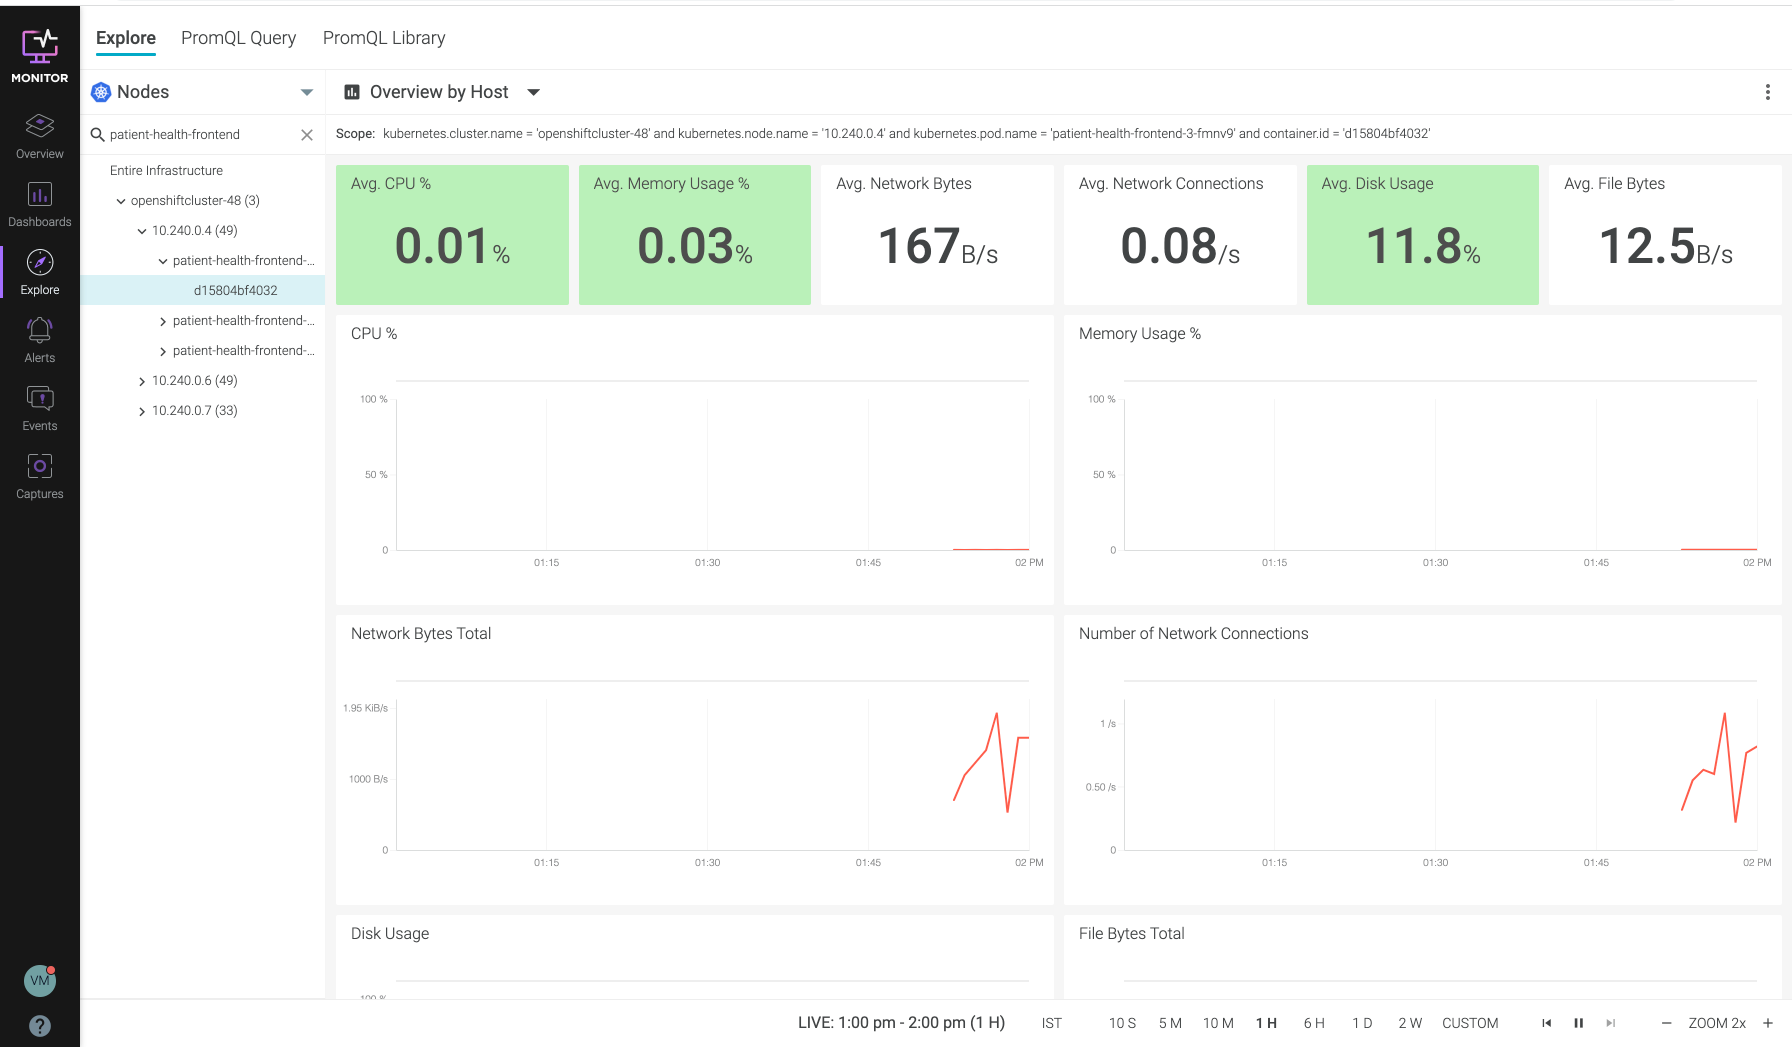 MONITOR
Overview
Dashboards
Explore
Alerts
Events
Captures
VM
?
Explore PromQL Query PromQL Library
Nodes
patient-health-frontend
Entire Infrastructure
openshiftcluster-48 (3)
10.240.0.4 (49)
patient-health-frontend-...
d15804bf4032
patient-health-frontend-...
patient-health-frontend-...
10.240.0.6 (49)
10.240.0.7 (33)
Overview by Host
Scope: kubernetes.cluster.name = 'openshiftcluster-48' and kubernetes.node.name = '10.240.0.4' and kubernetes.pod.name = 'patient-health-frontend-3-fmnv9' and container.id = 'd15804bf4032'
Avg. CPU %
0.01%
Avg. Memory Usage %
0.03%
Avg. Network Bytes
167B/s
Avg. Network Connections
0.08/s
Avg. Disk Usage
11.8%
Avg. File Bytes
12.5B/s
CPU %
100 %
50 %
0
01:15 01:30 01:45 02 PM
Memory Usage %
100 %
50 %
0
01:15 01:30 01:45 02 PM
Network Bytes Total
1.95 KiB/s
1000 B/s
0
01:15 01:30 01:45 02 PM
Number of Network Connections
1 /s
0.50 /s
0
01:15 01:30 01:45 02 PM
Disk Usage
100 %
File Bytes Total
LIVE: 1:00 pm - 2:00 pm (1 H) IST 10 S 5 M 10 M 1 H 6 H 1 D 2 W CUSTOM ZOOM 2x